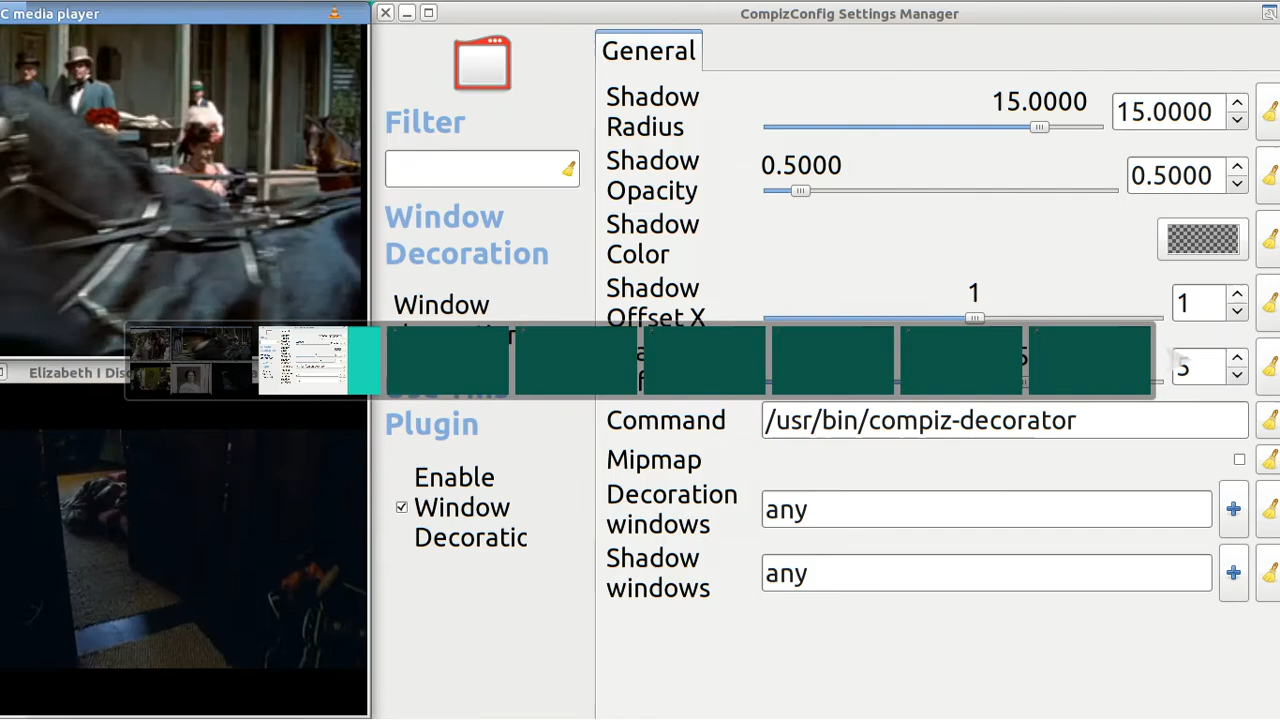 C media player
CompizConfig Settings Manager
General
Filter
Window
Decoration
Window
Shadow
Radius
15.0000
15.0000
Shadow
Opacity
0.5000
0.5000
Shadow
Color
Shadow
Offset X
1
1
5
Elizabeth I Dis
Plugin
Enable
Window
Decoratic
Command
/usr/bin/compiz-decorator
Mipmap
Decoration
windows
any
Shadow
windows
any